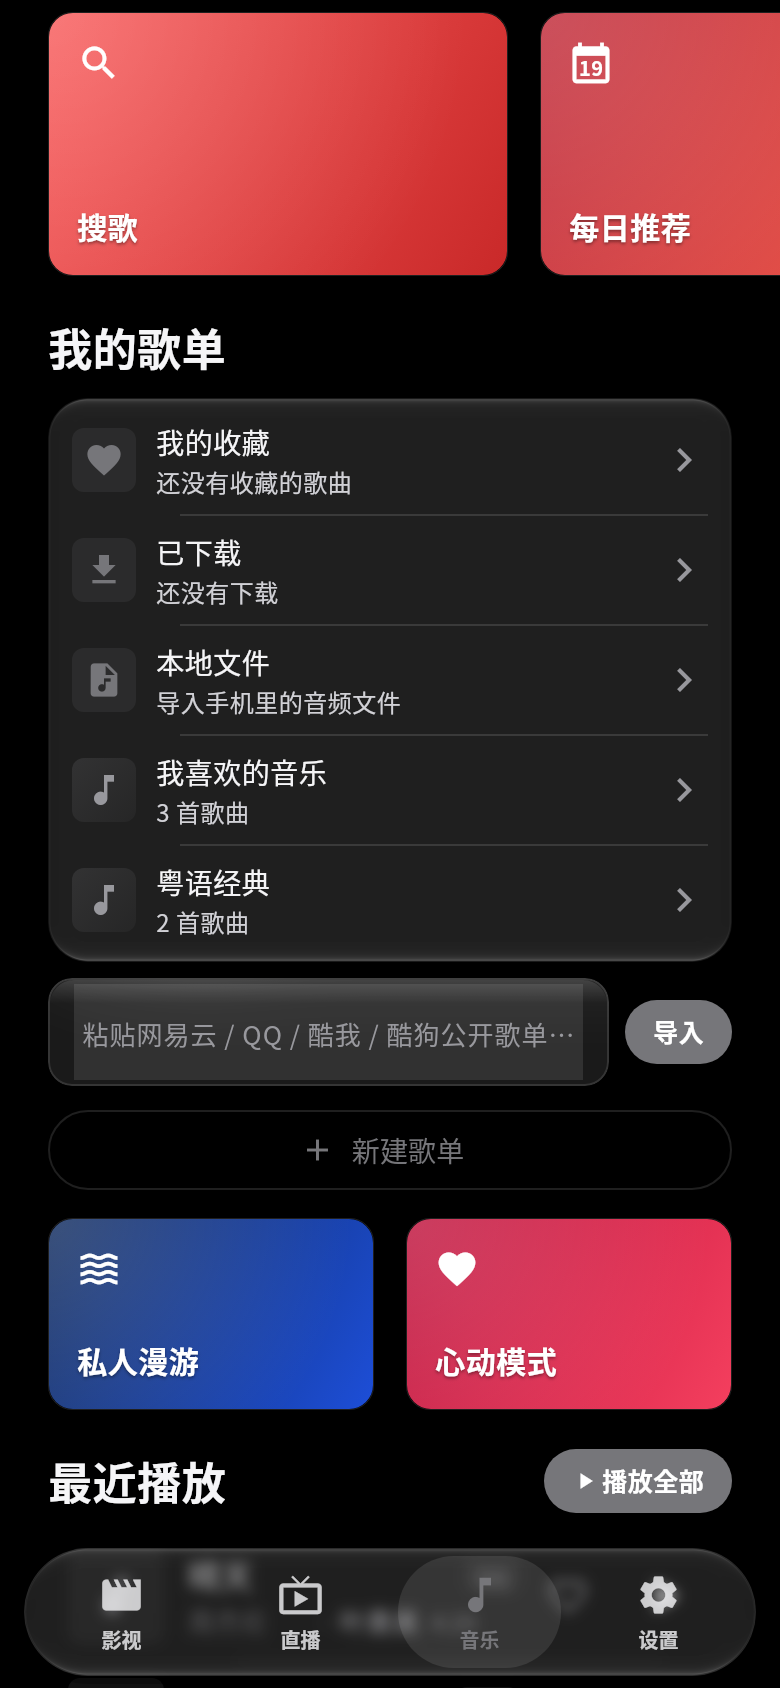 19
搜歌
每日推荐
我的歌单
我的收藏
还没有收藏的歌曲
已下载
还没有下载
本地文件
导入手机里的音频文件
我喜欢的音乐
3 首歌曲
粤语经典
2 首歌曲
粘贴网易云 / QQ / 酷我 / 酷狗公开歌单…
导入
新建歌单
私人漫游
心动模式
最近播放
播放全部
影视
直播
音乐
设置